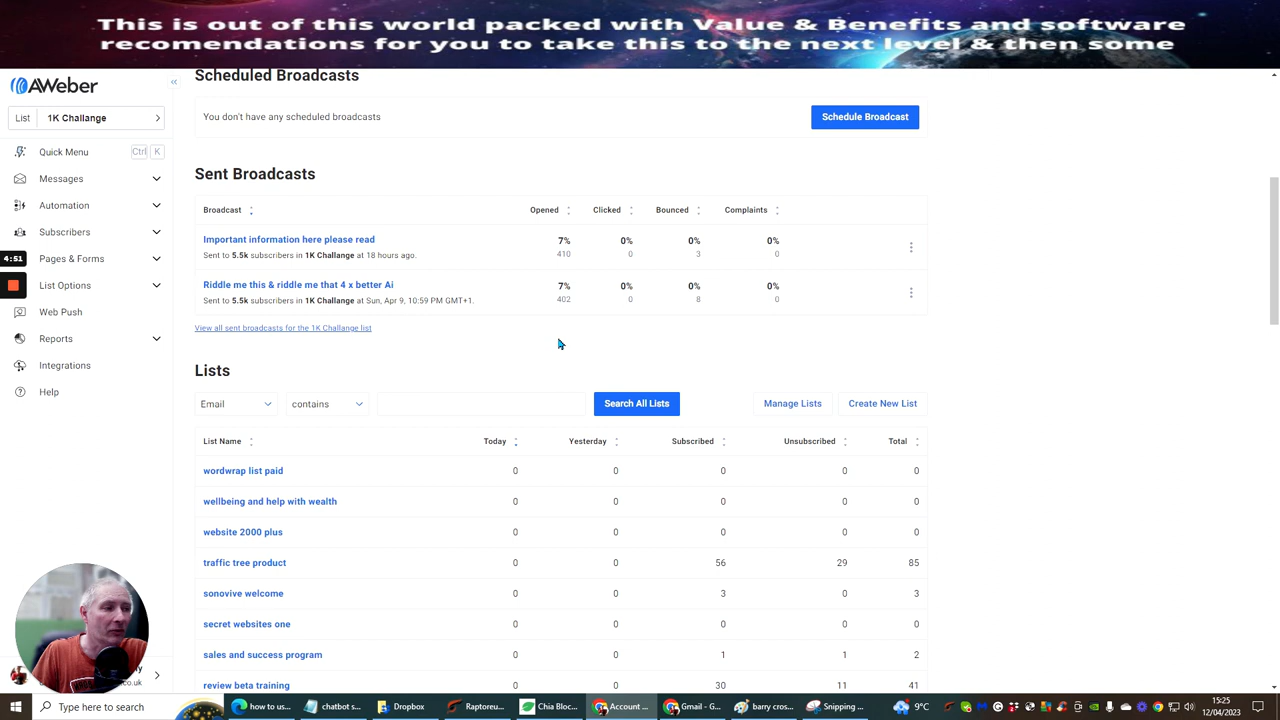 This is out of this world packed with Value & Benefits and software
recomendations for you to take this to the next level & then some
AWeber
«
List 1K Challange
Quick Menu Ctrl K
Messages
Automation
Subscribers
4:51
Pages & Forms
List Options
Web Push
Reports
Integrations
Help
Scheduled Broadcasts
You don't have any scheduled broadcasts
Schedule Broadcast
Sent Broadcasts
Broadcast Opened Clicked Bounced Complaints
Important information here please read 7% 0% 0% 0%
Sent to 5.5k subscribers in 1K Challange at 18 hours ago. 410 0 3 0
Riddle me this & riddle me that 4 x better Ai 7% 0% 0% 0%
Sent to 5.5k subscribers in 1K Challange at Sun, Apr 9, 10:59 PM GMT+1. 402 0 8 0
View all sent broadcasts for the 1K Challange list
Lists
Email contains Search All Lists Manage Lists Create New List
List Name Today Yesterday Subscribed Unsubscribed Total
wordwrap list paid 0 0 0 0 0
wellbeing and help with wealth 0 0 0 0 0
website 2000 plus 0 0 0 0 0
traffic tree product 0 0 56 29 85
sonovive welcome 0 0 3 0 3
secret websites one 0 0 0 0 0
sales and success program 0 0 1 1 2
review beta training 0 0 30 11 41
co.uk
Type here to search
how to us...
chatbot s...
Dropbox
Raptoreu...
Chia Bloc...
Account ...
Gmail - G...
barry cros...
Snipping ...
9°C
15:25
12/04/2023